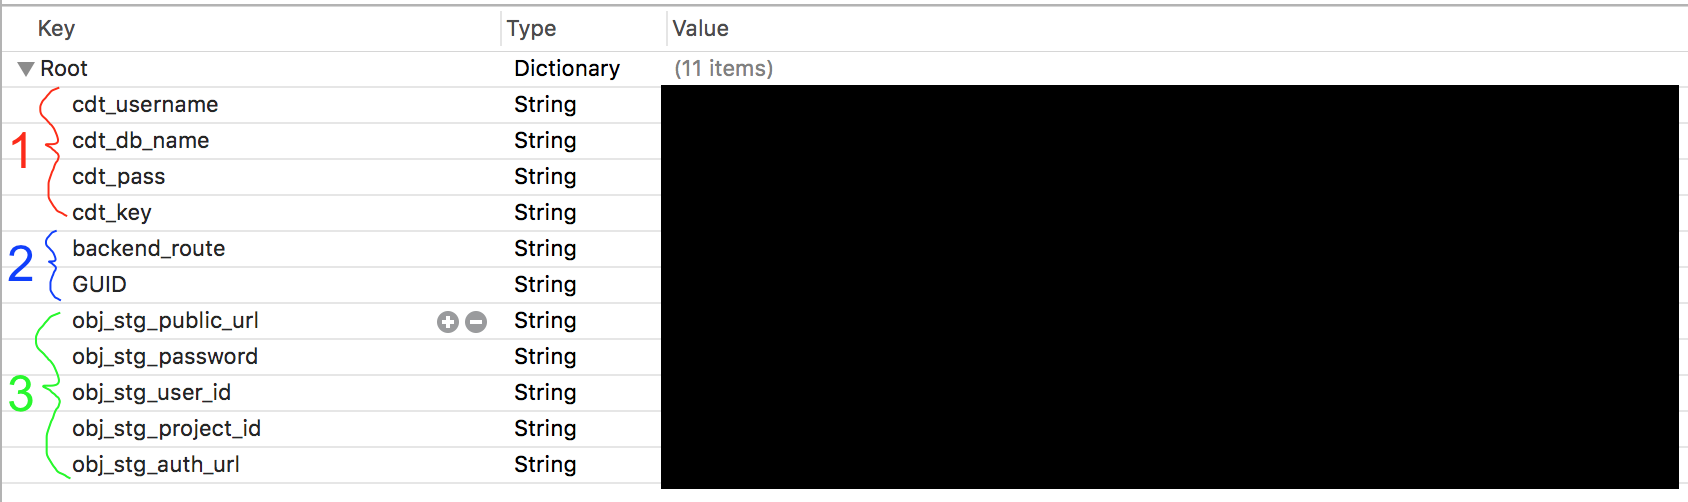 Key Type Value
Root Dictionary (11 items)
cdt_username String
1 cdt_db_name String
cdt_pass String
cdt_key String
2 backend_route String
GUID String
obj_stg_public_url String
obj_stg_password String
3 obj_stg_user_id String
obj_stg_project_id String
obj_stg_auth_url String